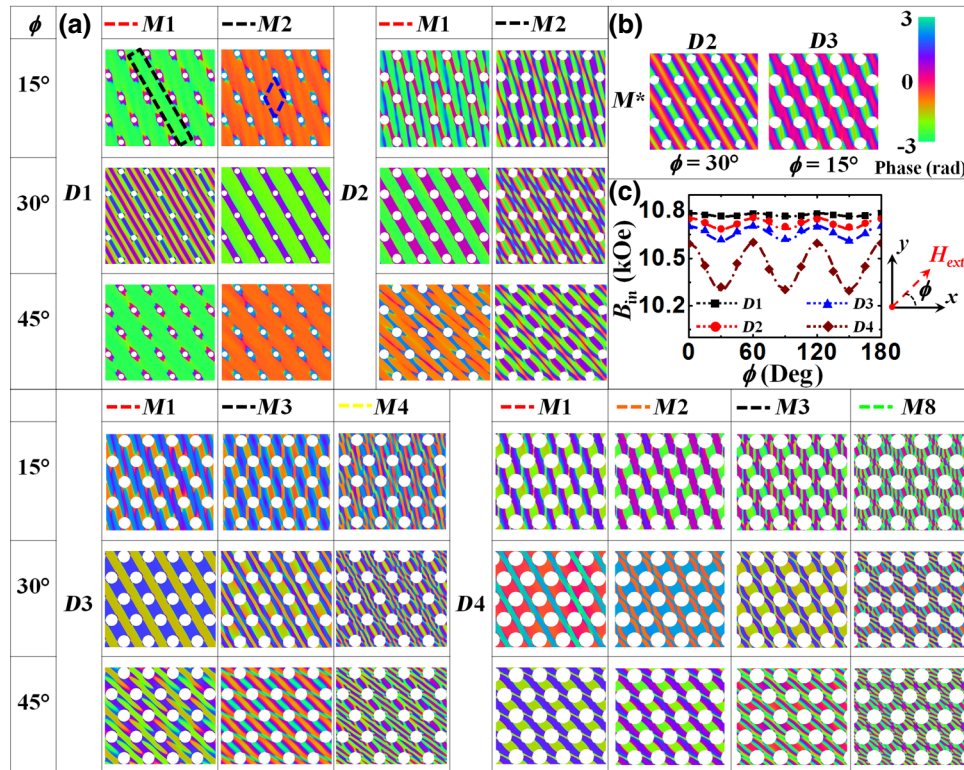 ϕ (a) M1 M2 M1 M2 (b) D2 D3 3
15°
M* 0
ϕ = 30° ϕ = 15° -3
Phase (rad)
30° D1 D2 (c)
10.8
10.5
10.2
B_in (kOe)
D1 D3
D2 D4
0 60 120 180
ϕ (Deg)
y H_ext
ϕ x
45°
M1 M3 M4 M1 M2 M3 M8
15°
30° D3 D4
45°